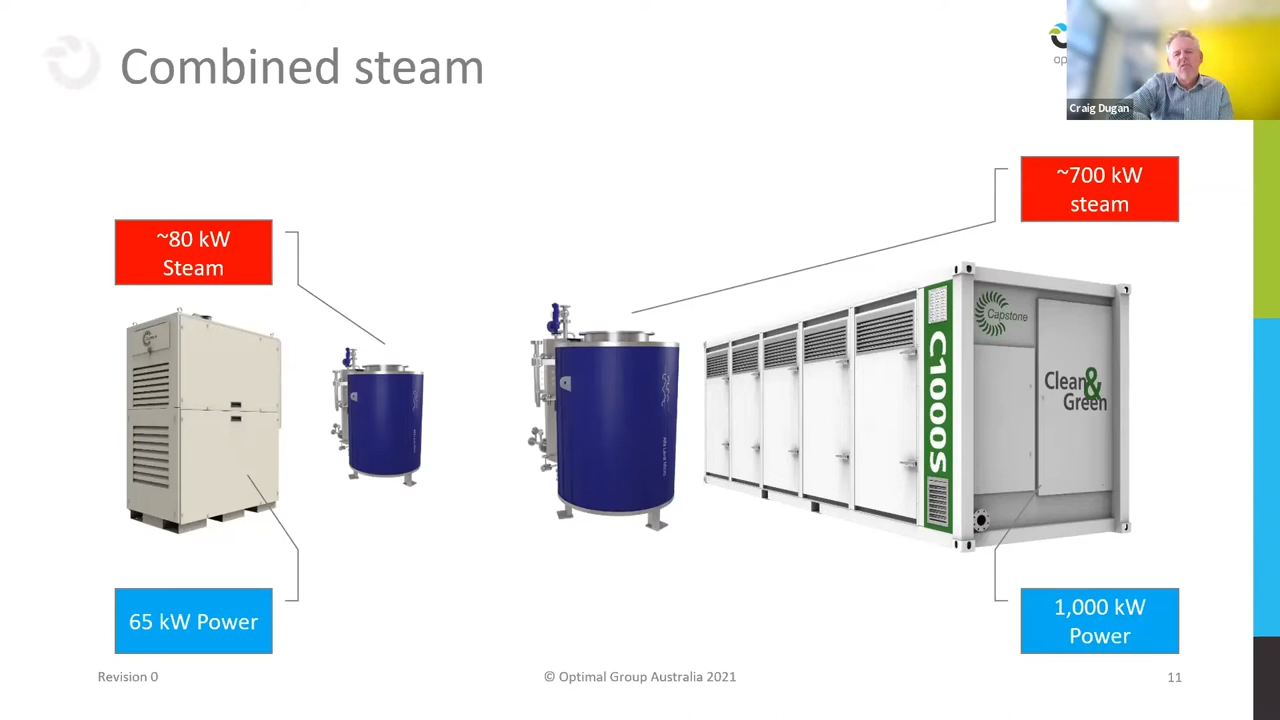 Combined steam
op
Craig Dugan
~700 kW
steam
~80 kW
Steam
Capstone
C1000S
Clean&
Green
65 kW Power
1,000 kW
Power
Revision 0
© Optimal Group Australia 2021
11